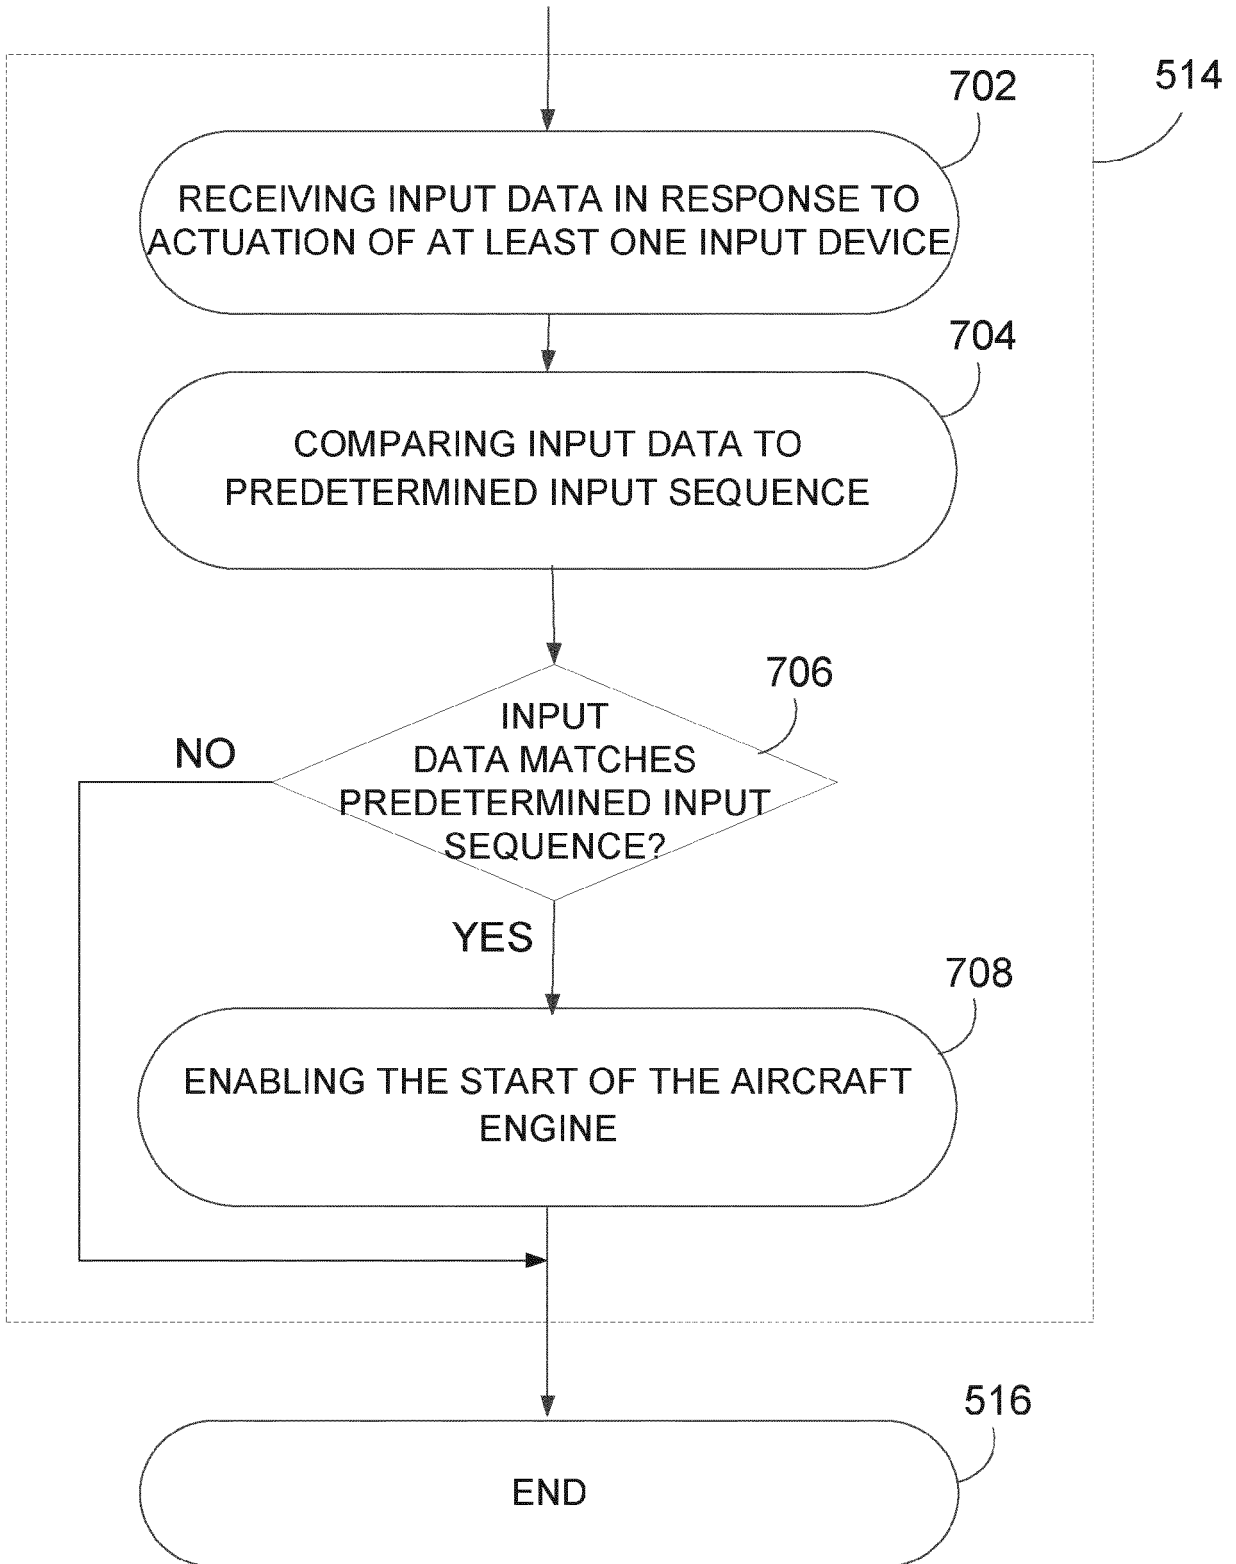 514
702
RECEIVING INPUT DATA IN RESPONSE TO
ACTUATION OF AT LEAST ONE INPUT DEVICE
704
COMPARING INPUT DATA TO
PREDETERMINED INPUT SEQUENCE
706
INPUT
DATA MATCHES
PREDETERMINED INPUT
SEQUENCE?
NO
YES
708
ENABLING THE START OF THE AIRCRAFT
ENGINE
516
END